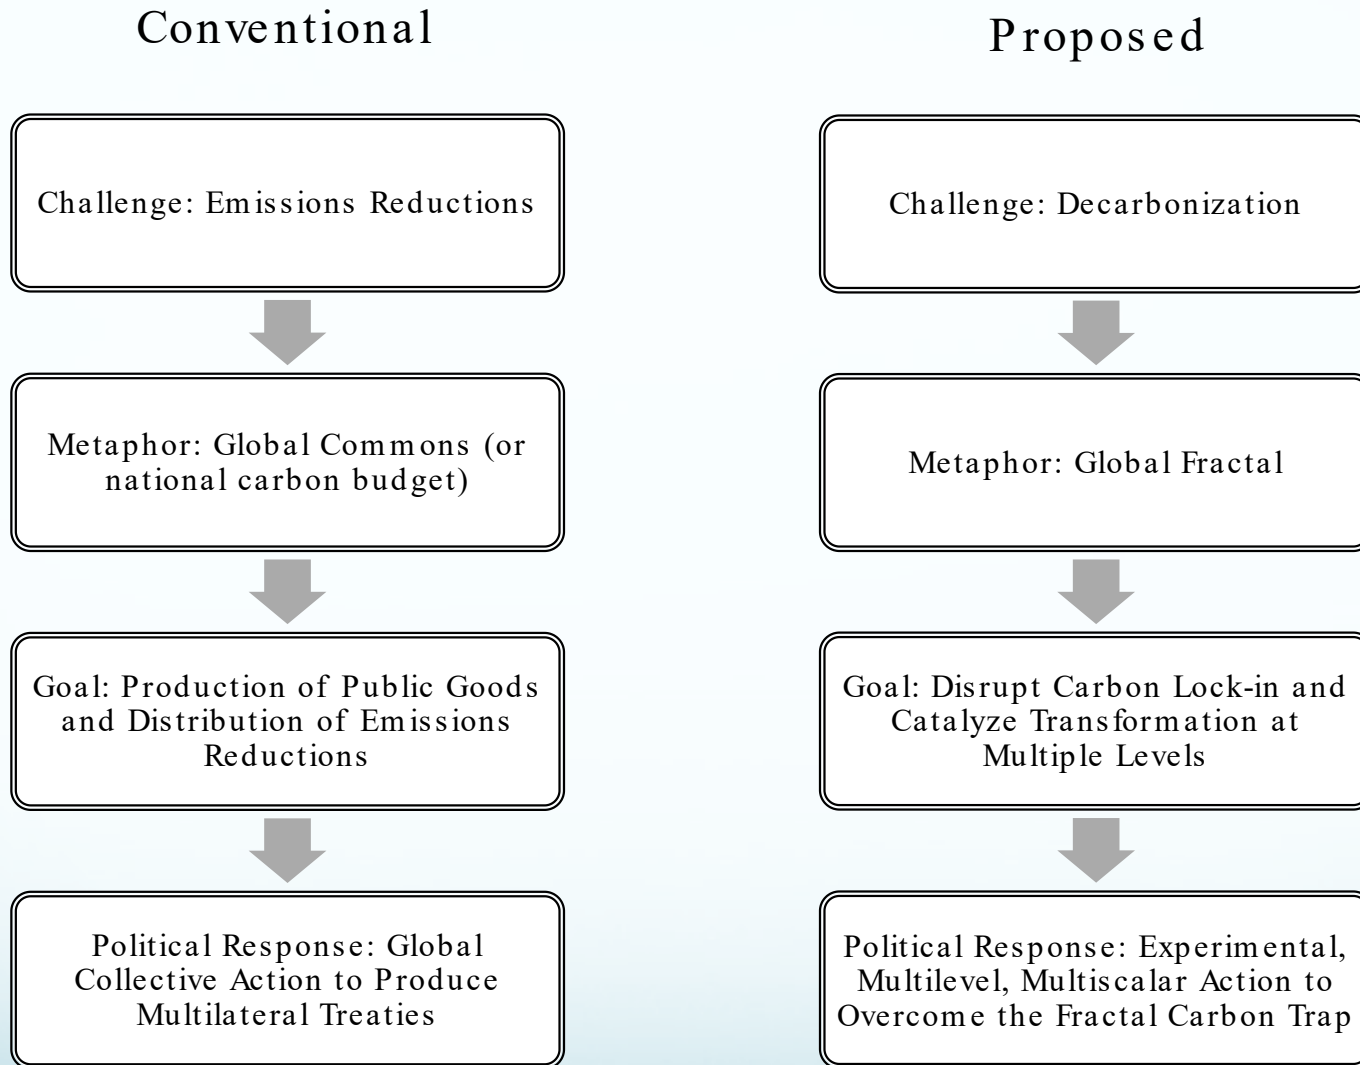 Conventional
Challenge: Emissions Reductions
Metaphor: Global Commons (or
national carbon budget)
Goal: Production of Public Goods
and Distribution of Emissions
Reductions
Political Response: Global
Collective Action to Produce
Multilateral Treaties
Proposed
Challenge: Decarbonization
Metaphor: Global Fractal
Goal: Disrupt Carbon Lock-in and
Catalyze Transformation at
Multiple Levels
Political Response: Experimental,
Multilevel, Multiscalar Action to
Overcome the Fractal Carbon Trap